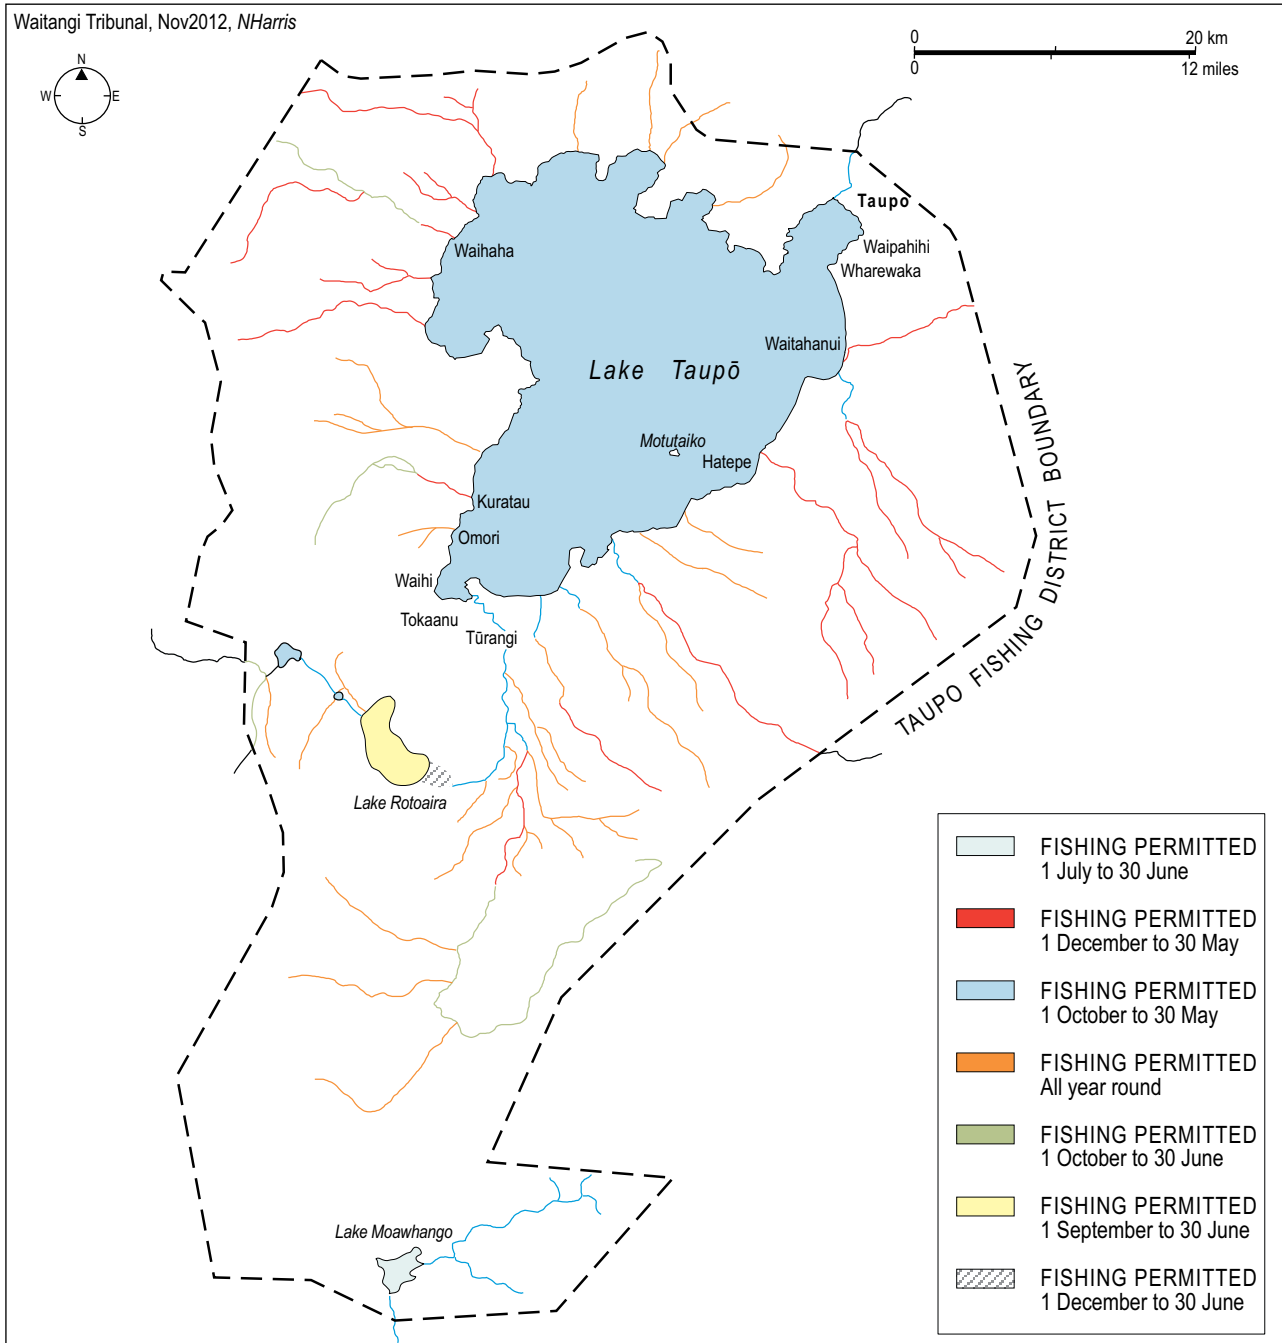 Waitangi Tribunal, Nov2012, NHarris
N
W E
S
0 20 km
0 12 miles
Taupo
Waipahihi
Wharewaka
Waihaha
Waitahanui
Lake Taupō
Motutaiko
Hatepe
Kuratau
Omori
Waihi
Tokaanu
Tūrangi
TAUPO FISHING DISTRICT BOUNDARY
Lake Rotoaira
Lake Moawhango
FISHING PERMITTED
1 July to 30 June
FISHING PERMITTED
1 December to 30 May
FISHING PERMITTED
1 October to 30 May
FISHING PERMITTED
All year round
FISHING PERMITTED
1 October to 30 June
FISHING PERMITTED
1 September to 30 June
FISHING PERMITTED
1 December to 30 June